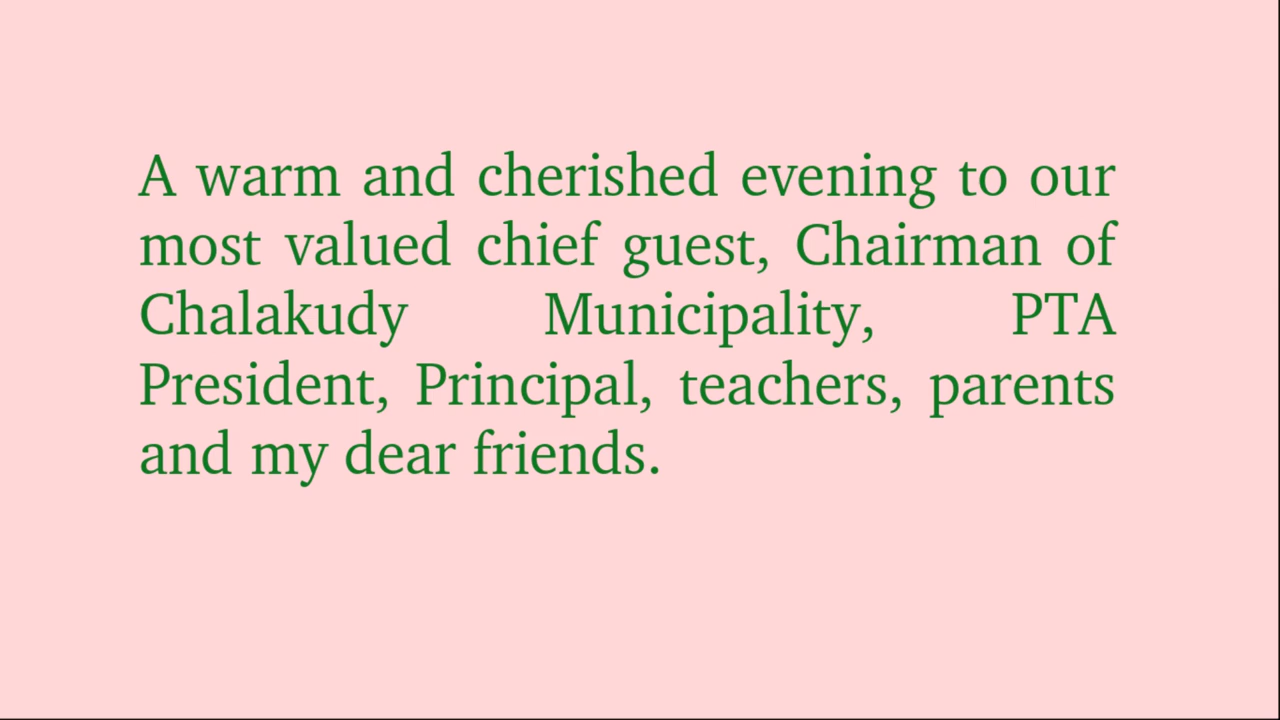 A warm and cherished evening to our
most valued chief guest, Chairman of
Chalakudy Municipality, PTA
President, Principal, teachers, parents
and my dear friends.